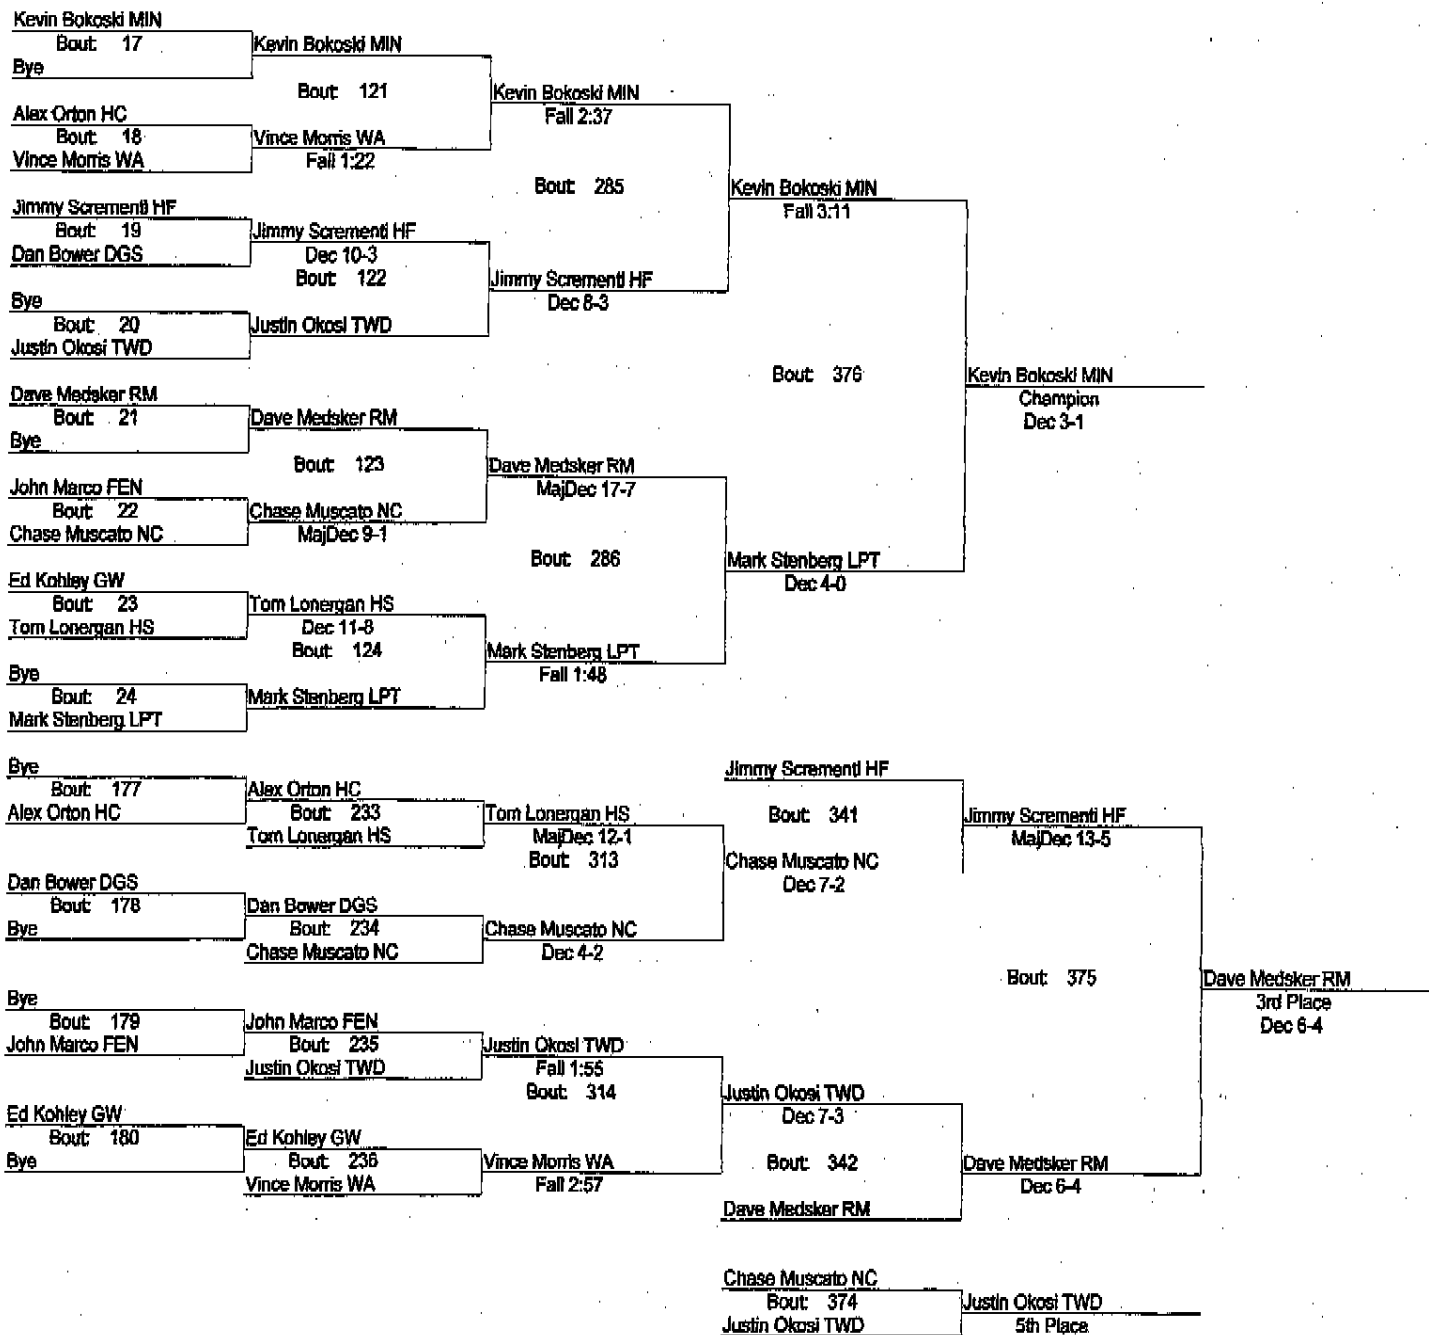 Kevin Bokoski MIN
Bout: 17
Bye
Kevin Bokoski MIN
Bout: 121
Alex Orton HC
Bout: 18
Vince Morris WA
Vince Morris WA
Fall 1:22
Kevin Bokoski MIN
Fall 2:37
Bout: 285
Jimmy Scrementi HF
Bout: 19
Dan Bower DGS
Jimmy Scrementi HF
Dec 10-3
Bout: 122
Bye
Bout: 20
Justin Okosi TWD
Justin Okosi TWD
Jimmy Scrementi HF
Dec 8-3
Kevin Bokoski MIN
Fall 3:11
Bout: 376
Kevin Bokoski MIN
Champion
Dec 3-1
Dave Medsker RM
Bout: 21
Bye
Dave Medsker RM
Bout: 123
John Marco FEN
Bout: 22
Chase Muscato NC
Chase Muscato NC
MajDec 9-1
Dave Medsker RM
MajDec 17-7
Bout: 286
Ed Kohley GW
Bout: 23
Tom Lonergan HS
Tom Lonergan HS
Dec 11-8
Bout: 124
Bye
Bout: 24
Mark Stenberg LPT
Mark Stenberg LPT
Mark Stenberg LPT
Fall 1:48
Mark Stenberg LPT
Dec 4-0
Bye
Bout: 177
Alex Orton HC
Alex Orton HC
Bout: 233
Tom Lonergan HS
Tom Lonergan HS
MajDec 12-1
Bout: 313
Dan Bower DGS
Bout: 178
Bye
Dan Bower DGS
Bout: 234
Chase Muscato NC
Chase Muscato NC
Dec 4-2
Jimmy Scrementi HF
Bout: 341
Chase Muscato NC
Dec 7-2
Jimmy Scrementi HF
MajDec 13-5
Bout: 375
Dave Medsker RM
3rd Place
Dec 6-4
Bye
Bout: 179
John Marco FEN
John Marco FEN
Bout: 235
Justin Okosi TWD
Justin Okosi TWD
Fall 1:55
Bout: 314
Ed Kohley GW
Bout: 180
Bye
Ed Kohley GW
Bout: 236
Vince Morris WA
Vince Morris WA
Fall 2:57
Justin Okosi TWD
Dec 7-3
Bout: 342
Dave Medsker RM
Dave Medsker RM
Dec 6-4
Chase Muscato NC
Bout: 374
Justin Okosi TWD
Justin Okosi TWD
5th Place